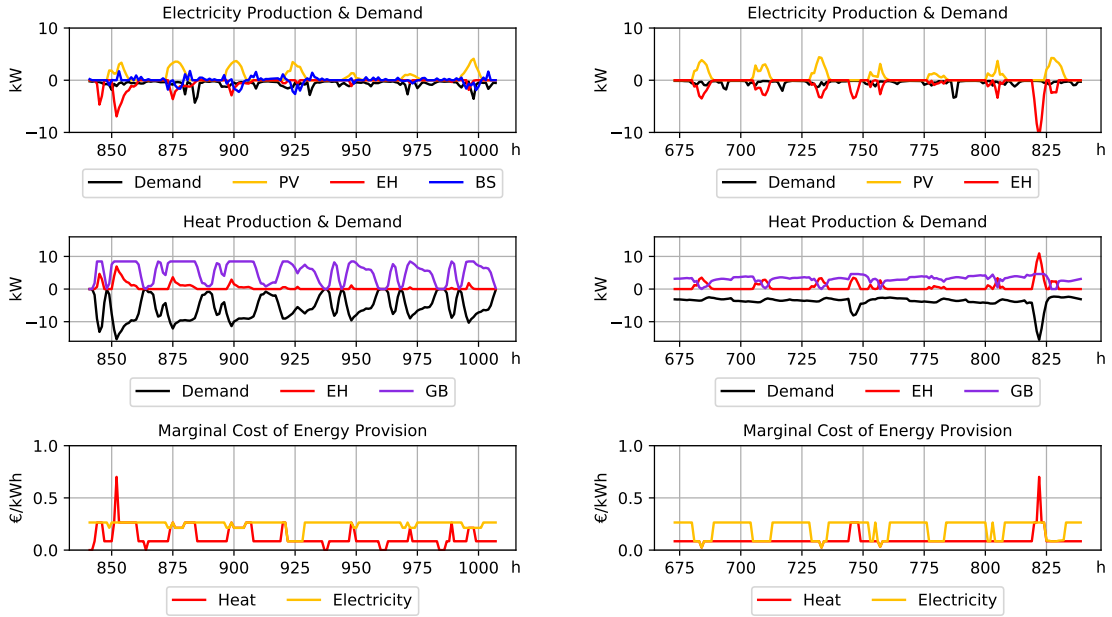 Electricity Production & Demand
10
0
−10
kW
850 875 900 925 950 975 1000 h
Demand PV EH BS
Electricity Production & Demand
10
0
−10
kW
675 700 725 750 775 800 825 h
Demand PV EH
Heat Production & Demand
10
0
−10
kW
850 875 900 925 950 975 1000 h
Demand EH GB
Heat Production & Demand
10
0
−10
kW
675 700 725 750 775 800 825 h
Demand EH GB
Marginal Cost of Energy Provision
1.0
0.5
0.0
€/kWh
850 875 900 925 950 975 1000 h
Heat Electricity
Marginal Cost of Energy Provision
1.0
0.5
0.0
€/kWh
675 700 725 750 775 800 825 h
Heat Electricity